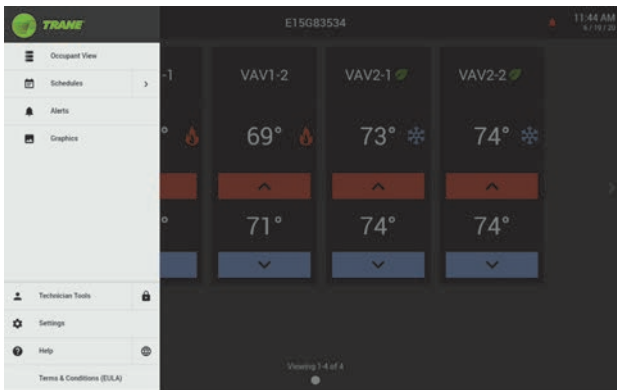 TRANE
E15G83534
11:44 AM
Occupant View
Schedules
Alerts
Graphics
-1
VAV1-2
VAV2-1
VAV2-2
°
69°
73°
74°
°
71°
74°
74°
Technician Tools
Settings
Help
Terms & Conditions (EULA)
Viewing 1-4 of 4